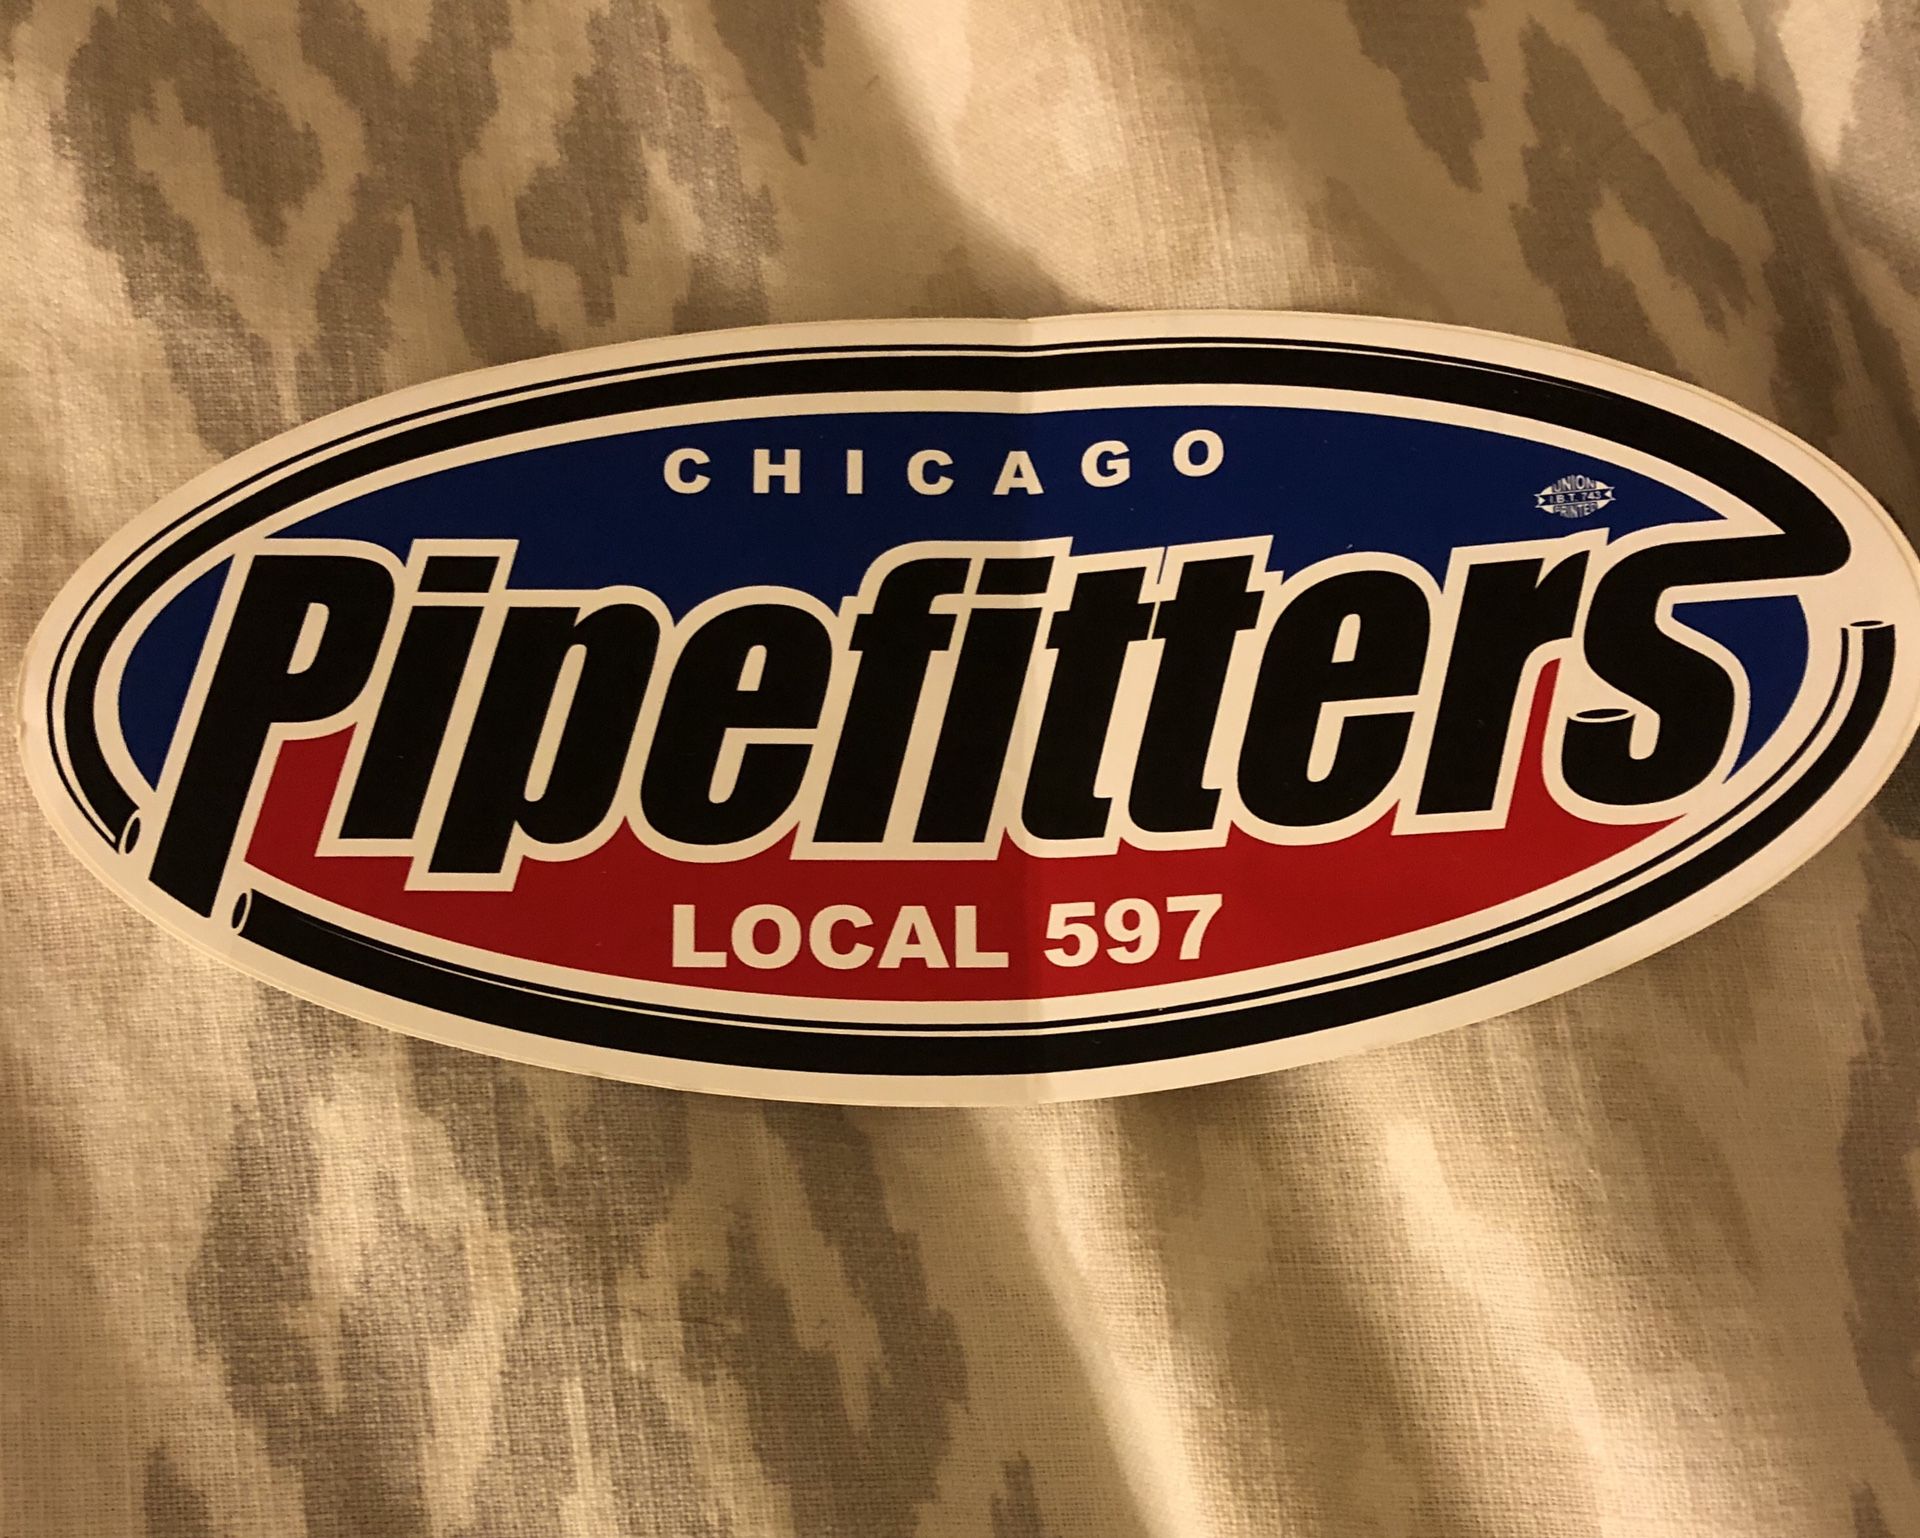 CHICAGO
UNION
I.B.T. 743
PRINTED
Pipefitters
LOCAL 597